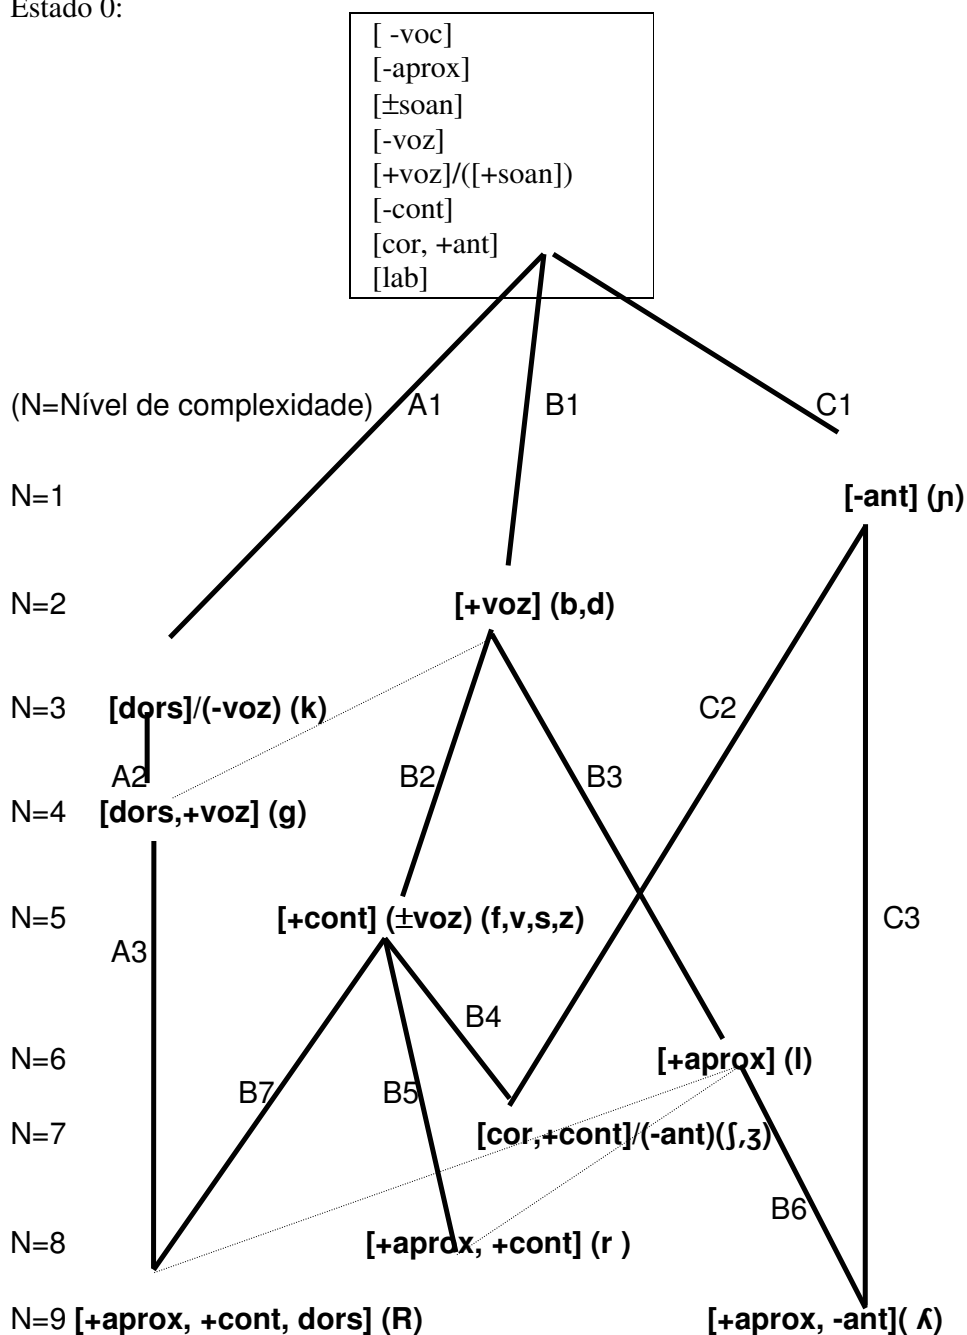 Estado 0:
[ -voc]
[-aprox]
[±soan]
[-voz]
[+voz]/([+soan])
[-cont]
[cor, +ant]
[lab]
(N=Nível de complexidade) A1 B1 C1
N=1 [-ant] (ɲ)
N=2 [+voz] (b,d)
N=3 [dors]/(-voz) (k) C2
A2 B2 B3
N=4 [dors,+voz] (g)
N=5 [+cont] (±voz) (f,v,s,z) C3
A3
B4
N=6 [+aprox] (l)
B7 B5
N=7 [cor,+cont]/(-ant)(ʃ,ʒ)
B6
N=8 [+aprox, +cont] (r )
N=9 [+aprox, +cont, dors] (R) [+aprox, -ant]( ʎ)